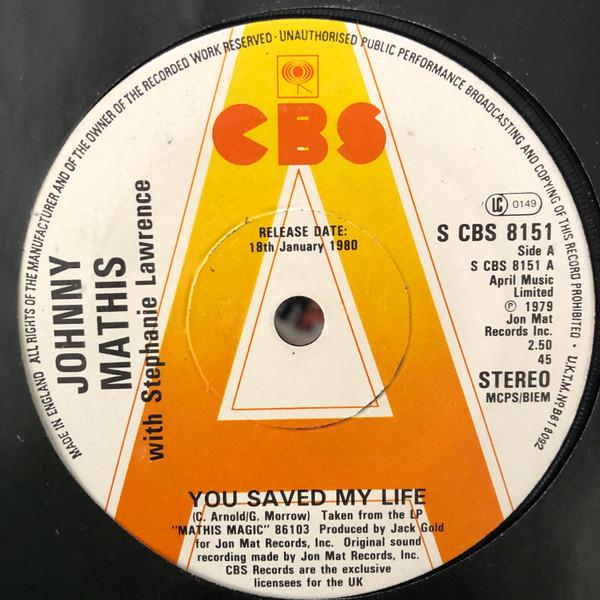 MADE IN ENGLAND ALL RIGHTS OF THE MANUFACTURER AND OF THE OWNER OF THE RECORDED WORK RESERVED · UNAUTHORISED PUBLIC PERFORMANCE BROADCASTING AND COPYING OF THIS RECORD PROHIBITED ·
CBS
RELEASE DATE:
18th January 1980
JOHNNY
MATHIS
with Stephanie Lawrence
LC 0149
S CBS 8151
Side A
S CBS 8151 A
April Music
Limited
℗ 1979
Jon Mat
Records Inc.
2.50
45
STEREO
MCPS/BIEM
YOU SAVED MY LIFE
(C. Arnold/G. Morrow) Taken from the LP
"MATHIS MAGIC" 86103 Produced by Jack Gold
for Jon Mat Records, Inc. Original sound
recording made by Jon Mat Records, Inc.
CBS Records are the exclusive
licensees for the UK